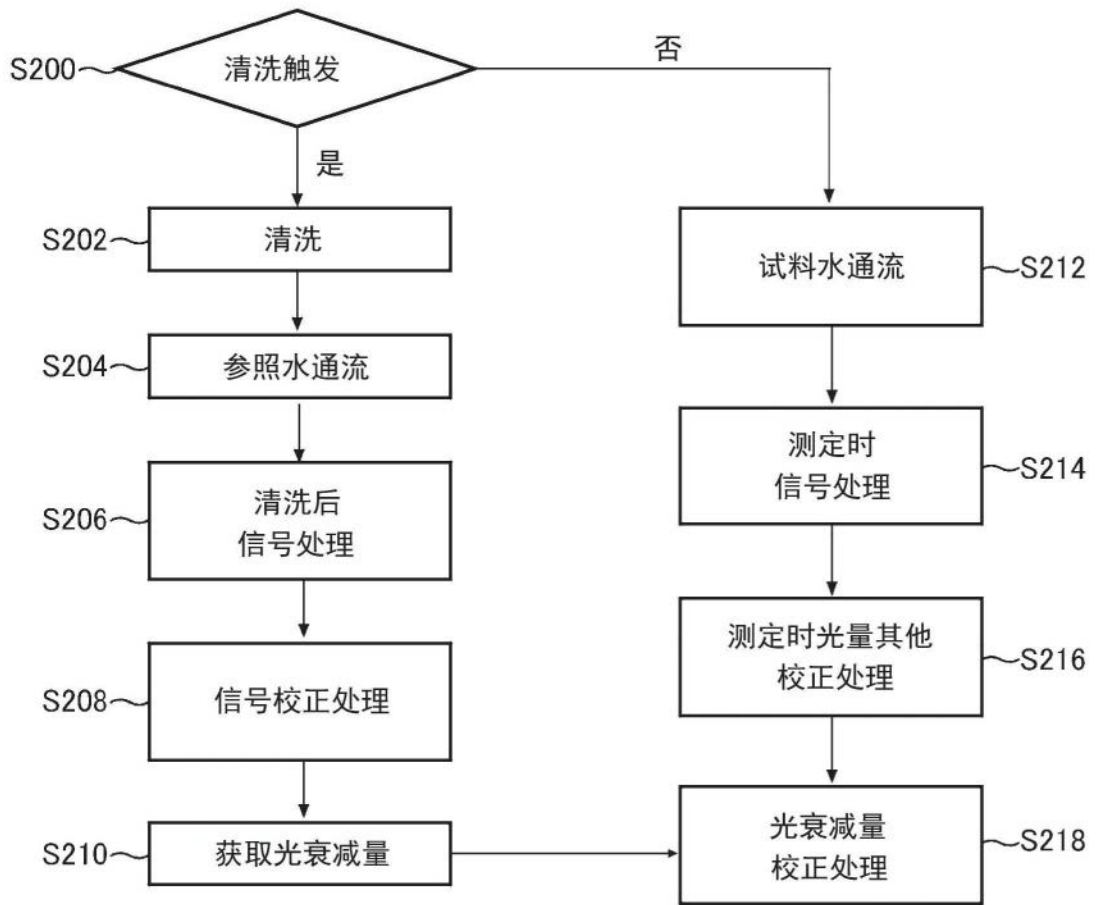 S200
清洗触发
否
是
S202
清洗
S204
参照水通流
S206
清洗后
信号处理
S208
信号校正处理
S210
获取光衰减量
试料水通流
S212
测定时
信号处理
S214
测定时光量其他
校正处理
S216
光衰减量
校正处理
S218